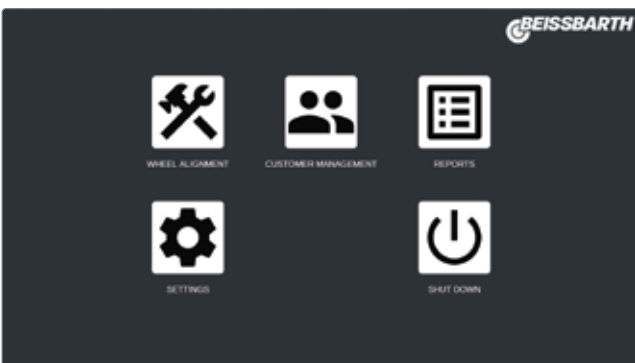 BEISSBARTH
WHEEL ALIGNMENT
CUSTOMER MANAGEMENT
REPORTS
SETTINGS
SHUT DOWN